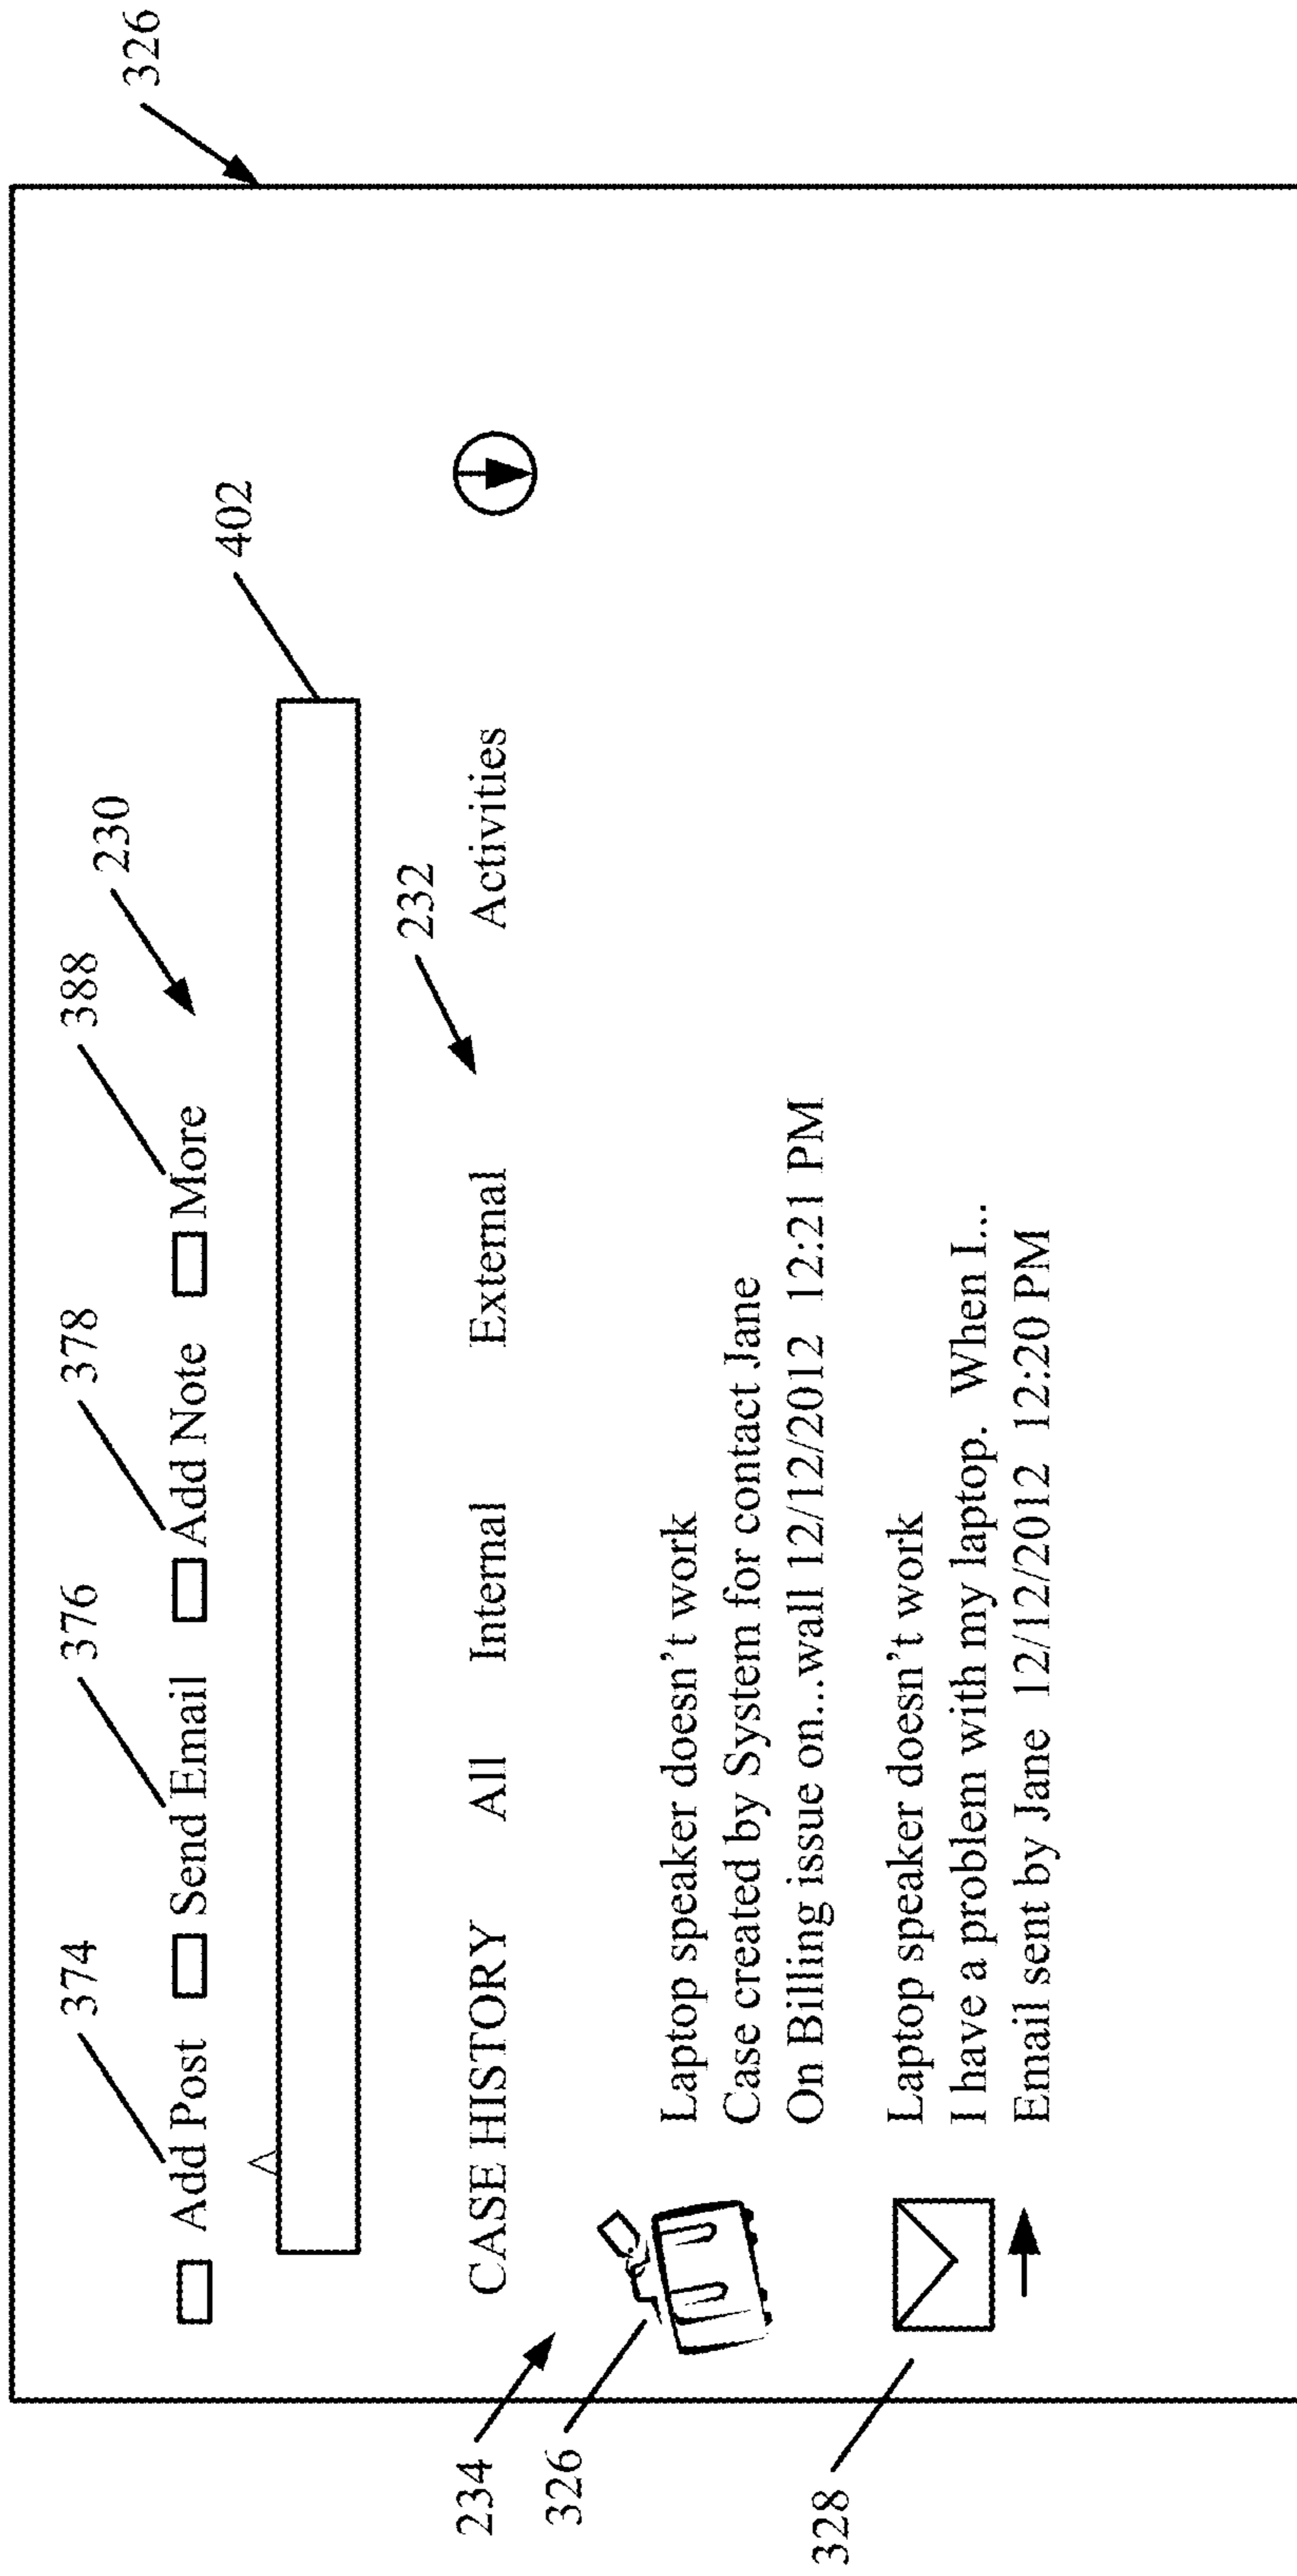 326
374
376
378
388
230
Add Post
Send Email
Add Note
More
402
232
CASE HISTORY
All
Internal
External
Activities
234
326
Laptop speaker doesn't work
Case created by System for contact Jane
On Billing issue on...wall 12/12/2012 12:21 PM
328
Laptop speaker doesn't work
I have a problem with my laptop. When I...
Email sent by Jane 12/12/2012 12:20 PM